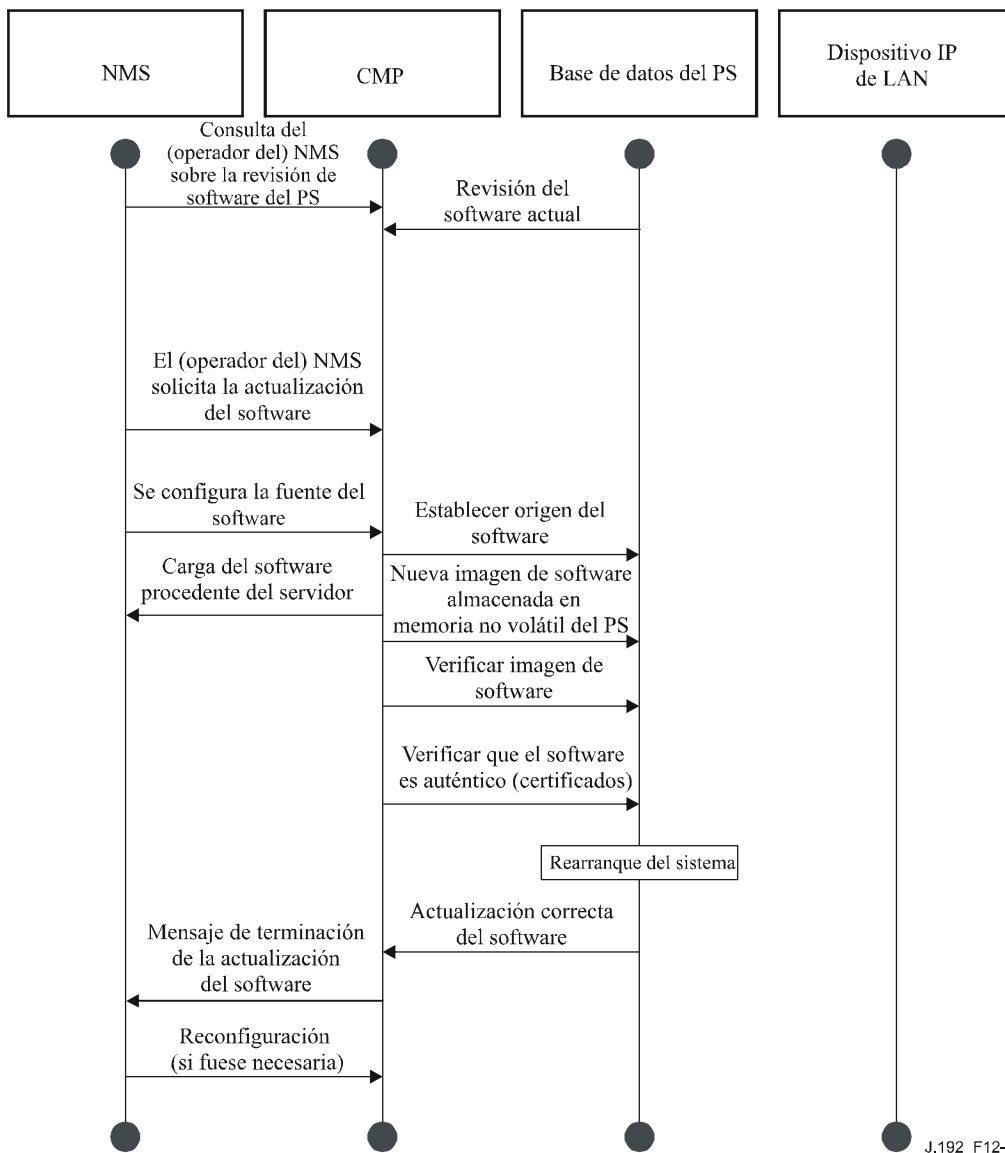 NMS
CMP
Base de datos del PS
Dispositivo IP
de LAN
Consulta del
(operador del) NMS
sobre la revisión de
software del PS
Revisión del
software actual
El (operador del) NMS
solicita la actualización
del software
Se configura la fuente del
software
Establecer origen del
software
Carga del software
procedente del servidor
Nueva imagen de software
almacenada en
memoria no volátil del PS
Verificar imagen de
software
Verificar que el software
es auténtico (certificados)
Rearranque del sistema
Actualización correcta
del software
Mensaje de terminación
de la actualización
del software
Reconfiguración
(si fuese necesaria)
J.192_F12-